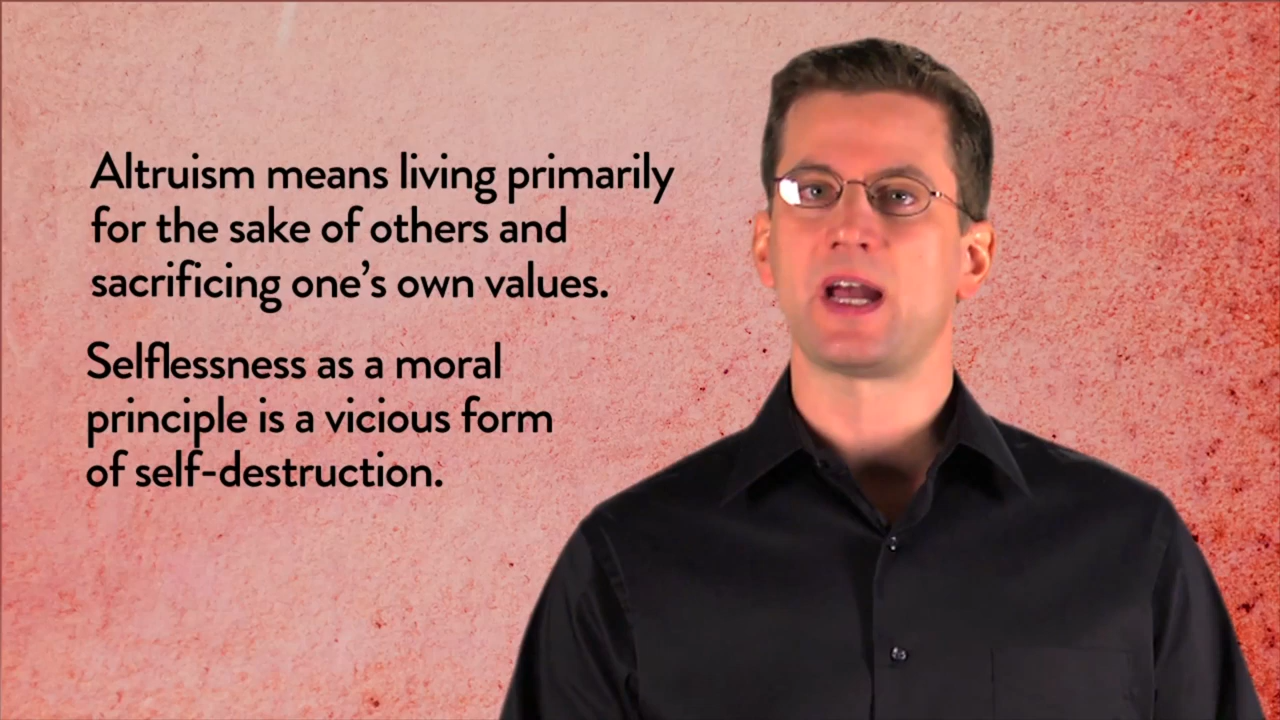 Altruism means living primarily
for the sake of others and
sacrificing one’s own values.
Selflessness as a moral
principle is a vicious form
of self-destruction.